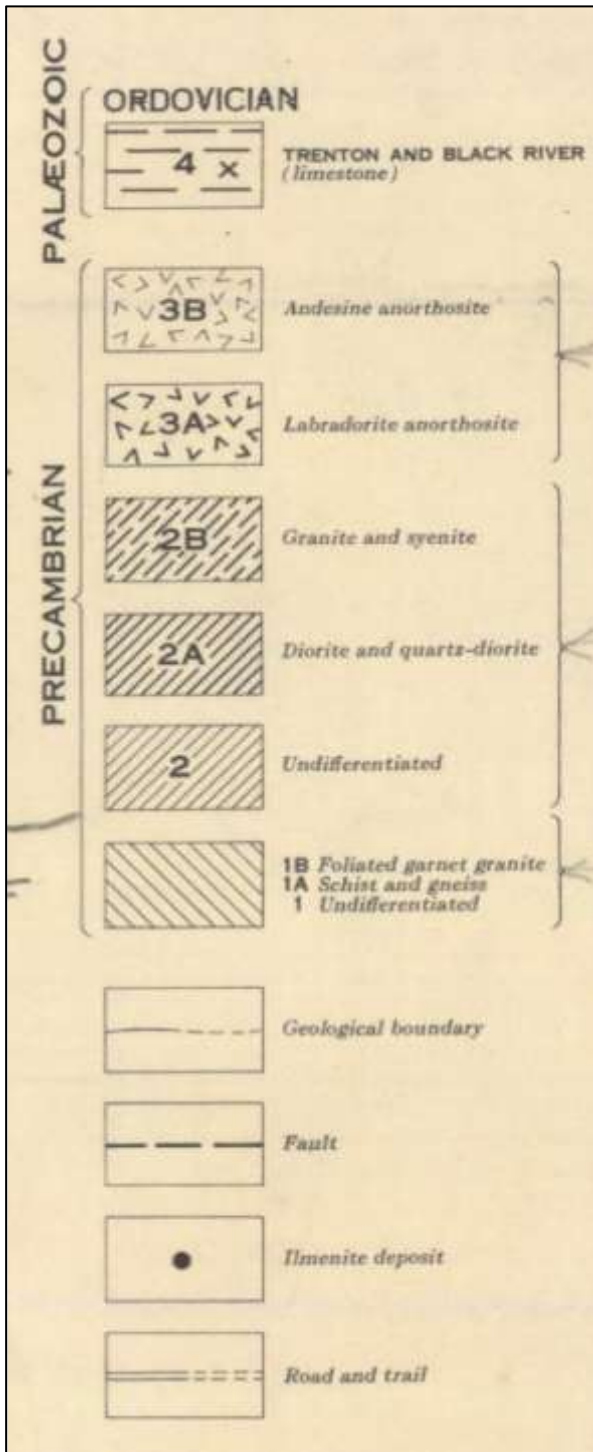 PALÆOZOIC
ORDOVICIAN
4 x
TRENTON AND BLACK RIVER
(limestone)
PRECAMBRIAN
3B
Andesine anorthosite
3A
Labradorite anorthosite
2B
Granite and syenite
2A
Diorite and quartz-diorite
2
Undifferentiated
1B Foliated garnet granite
1A Schist and gneiss
1 Undifferentiated
Geological boundary
Fault
Ilmenite deposit
Road and trail